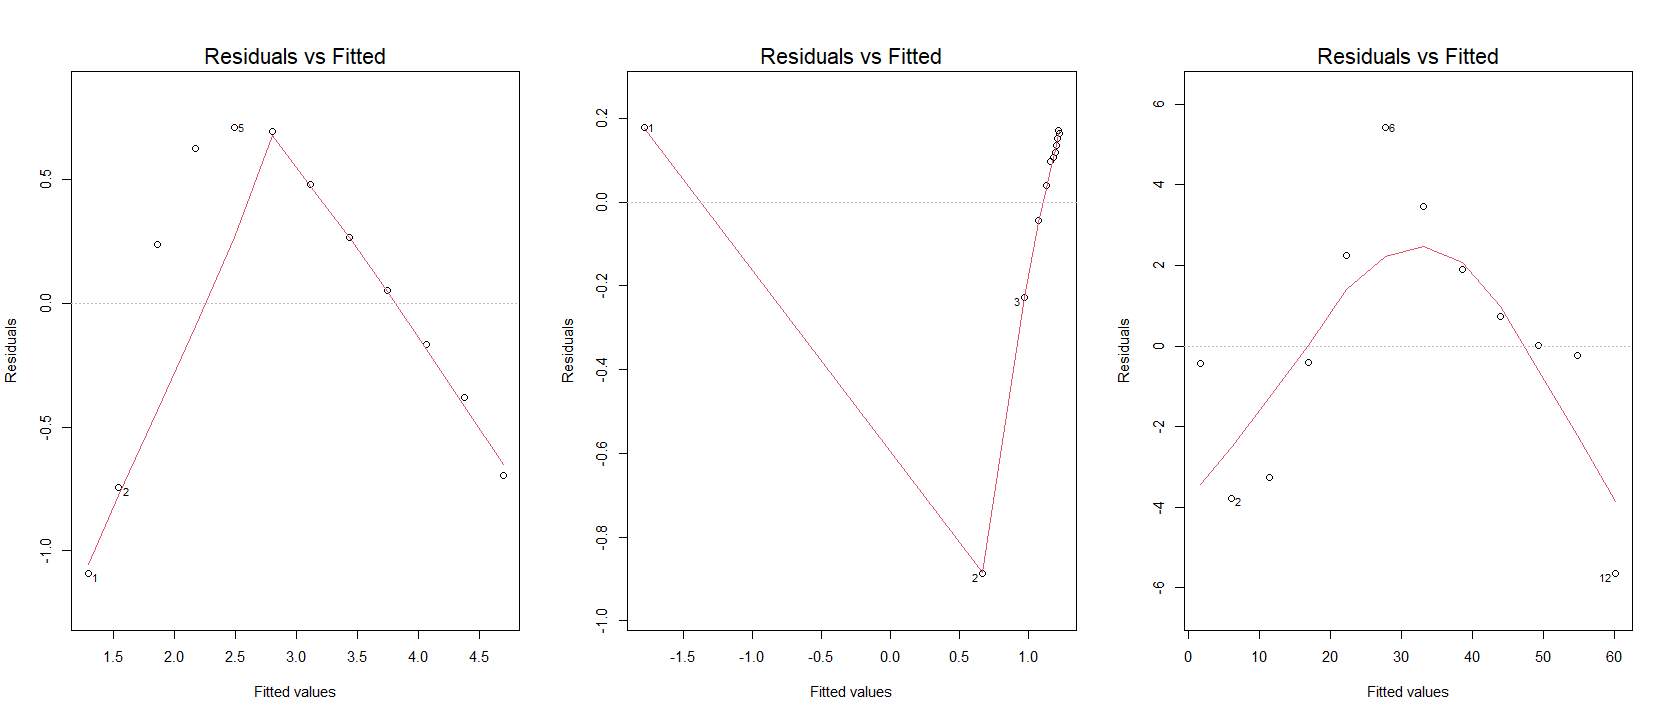 Residuals vs Fitted
0.5
0.0
-0.5
-1.0
Residuals
5
2
1
1.5 2.0 2.5 3.0 3.5 4.0 4.5
Fitted values
Residuals vs Fitted
0.2
0.0
-0.2
-0.4
-0.6
-0.8
-1.0
Residuals
1
3
2
-1.5 -1.0 -0.5 0.0 0.5 1.0
Fitted values
Residuals vs Fitted
6
4
2
0
-2
-4
-6
Residuals
6
2
12
0 10 20 30 40 50 60
Fitted values